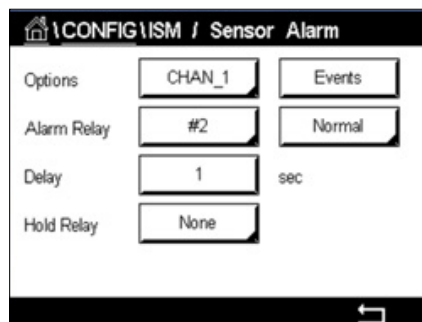 \CONFIG\ISM / Sensor Alarm
Options CHAN_1 Events
Alarm Relay #2 Normal
Delay 1 sec
Hold Relay None